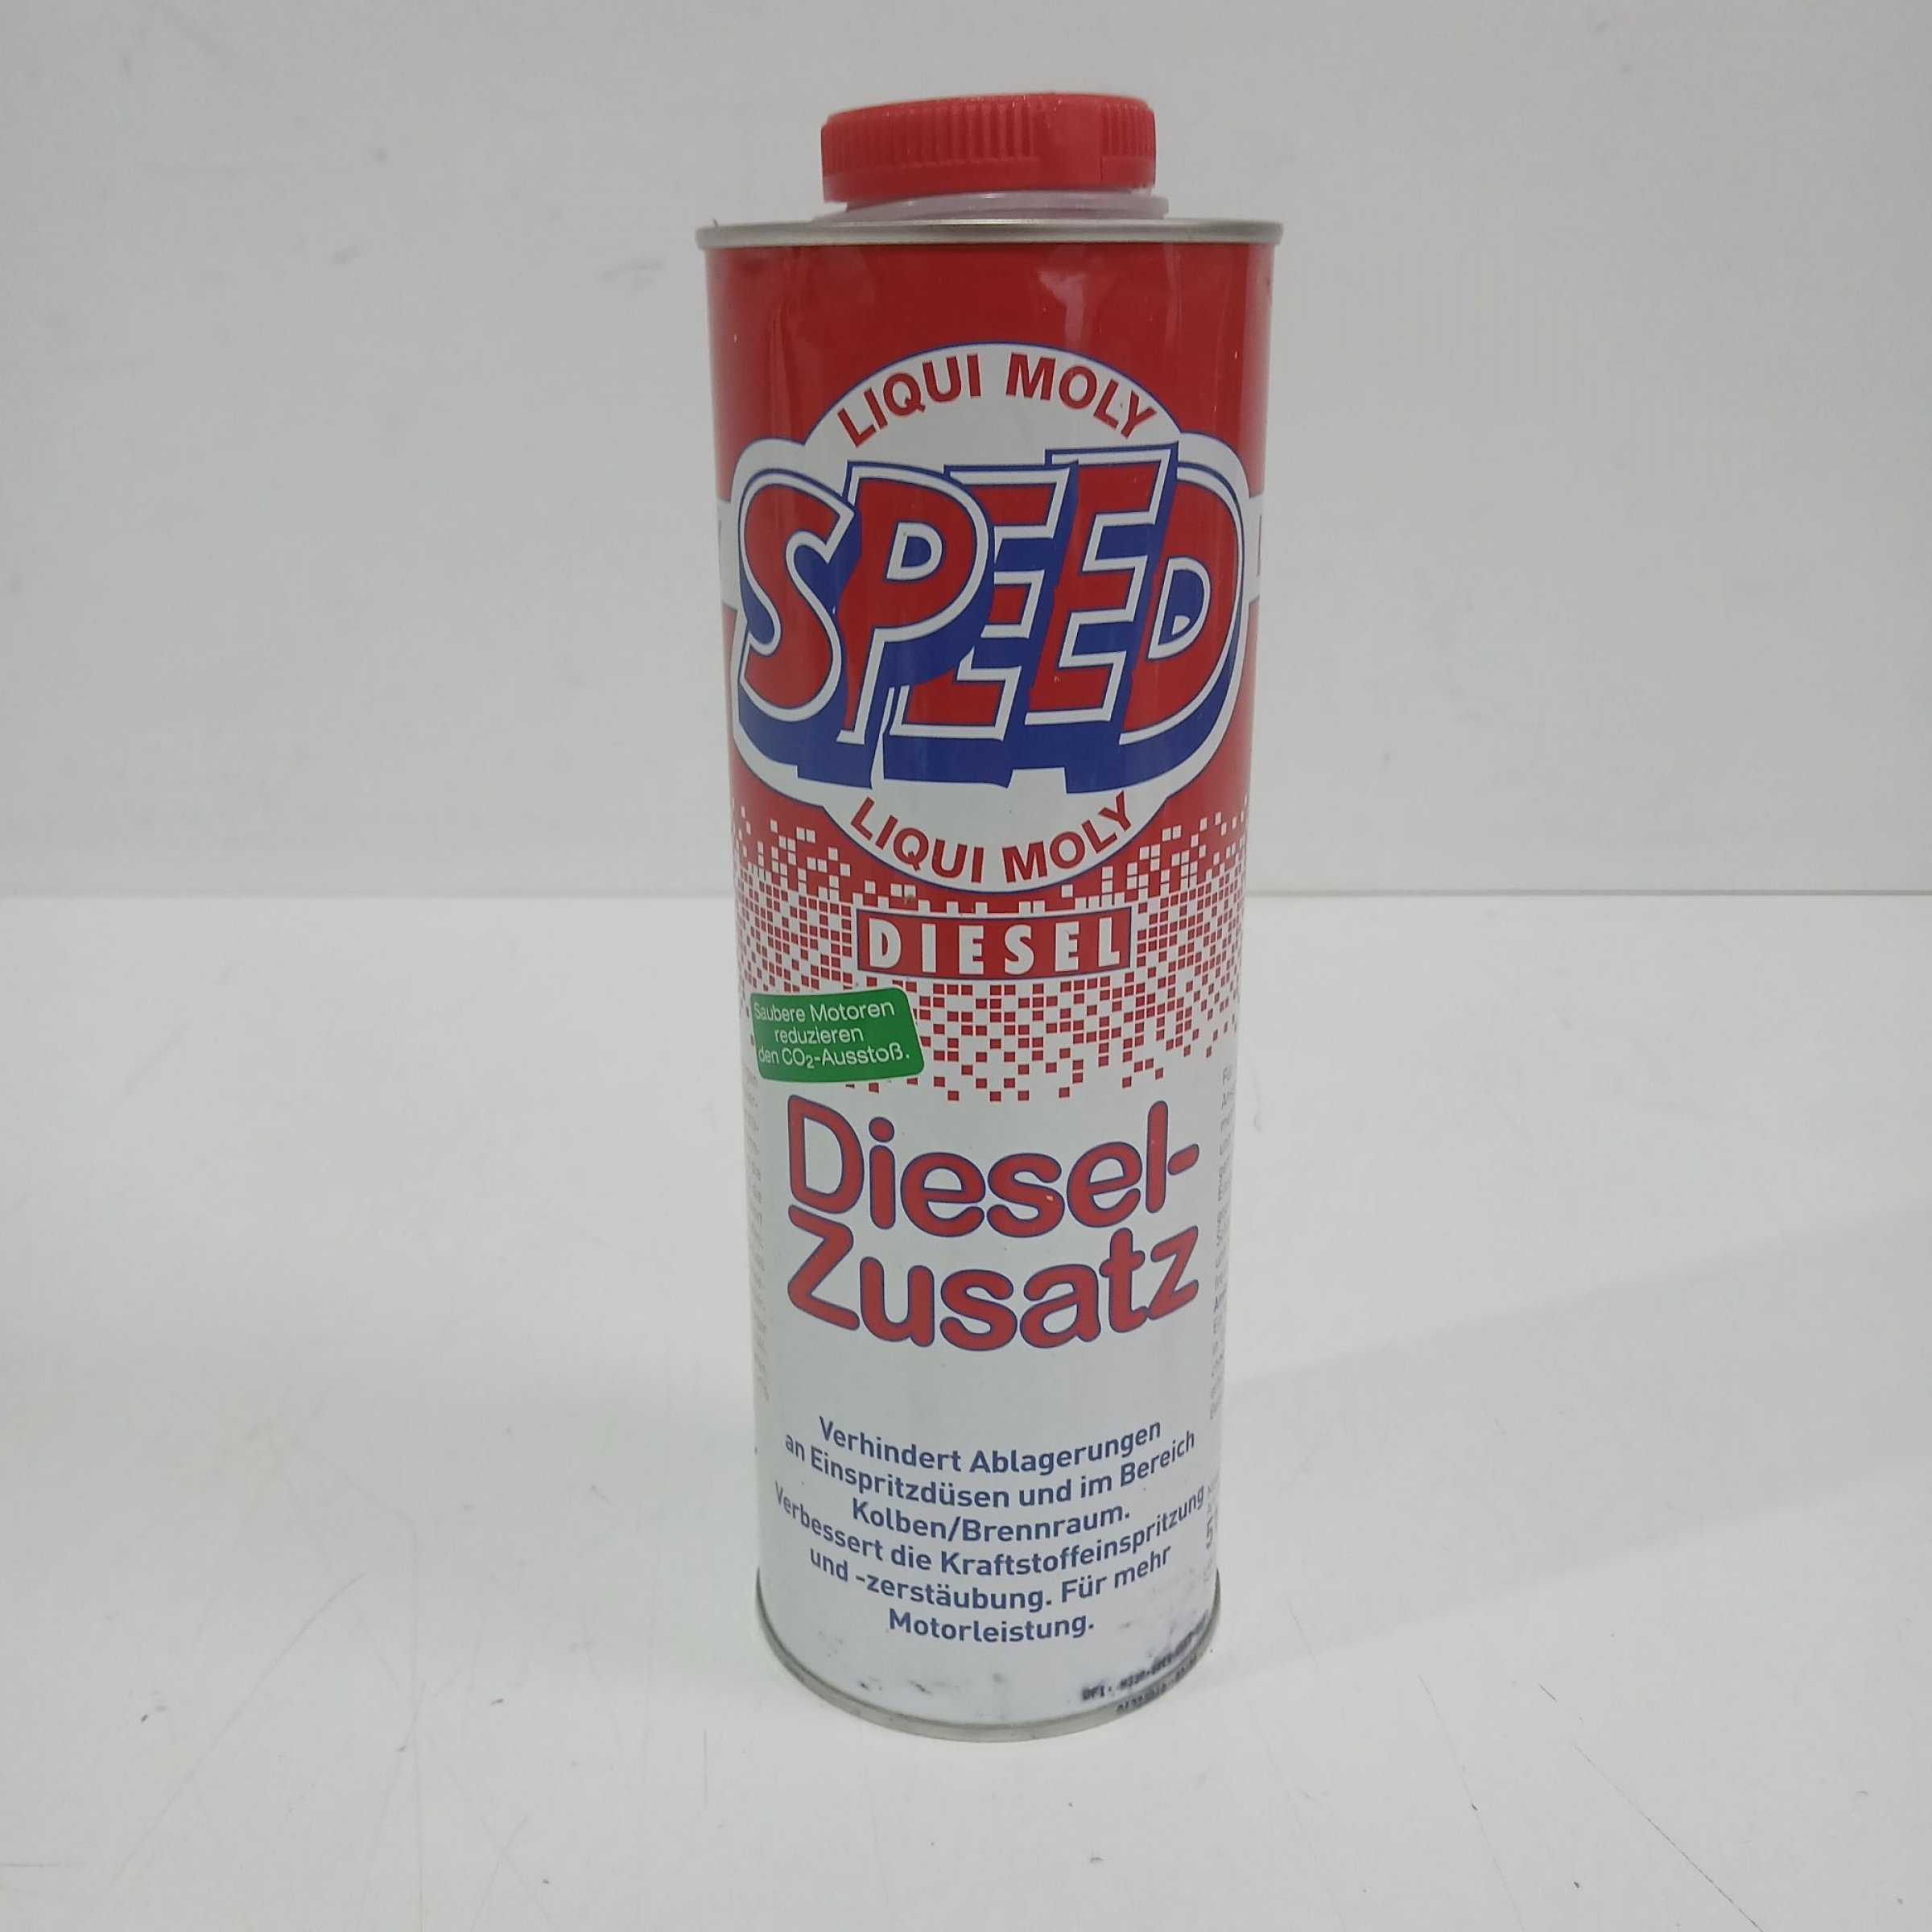 LIQUI MOLY
SPEED
LIQUI MOLY
DIESEL
Saubere Motoren
reduzieren
den CO₂-Ausstoß.
Diesel-
Zusatz
Verhindert Ablagerungen
an Einspritzdüsen und im Bereich
Kolben/Brennraum.
Verbessert die Kraftstoffeinspritzung
und -zerstäubung. Für mehr
Motorleistung.